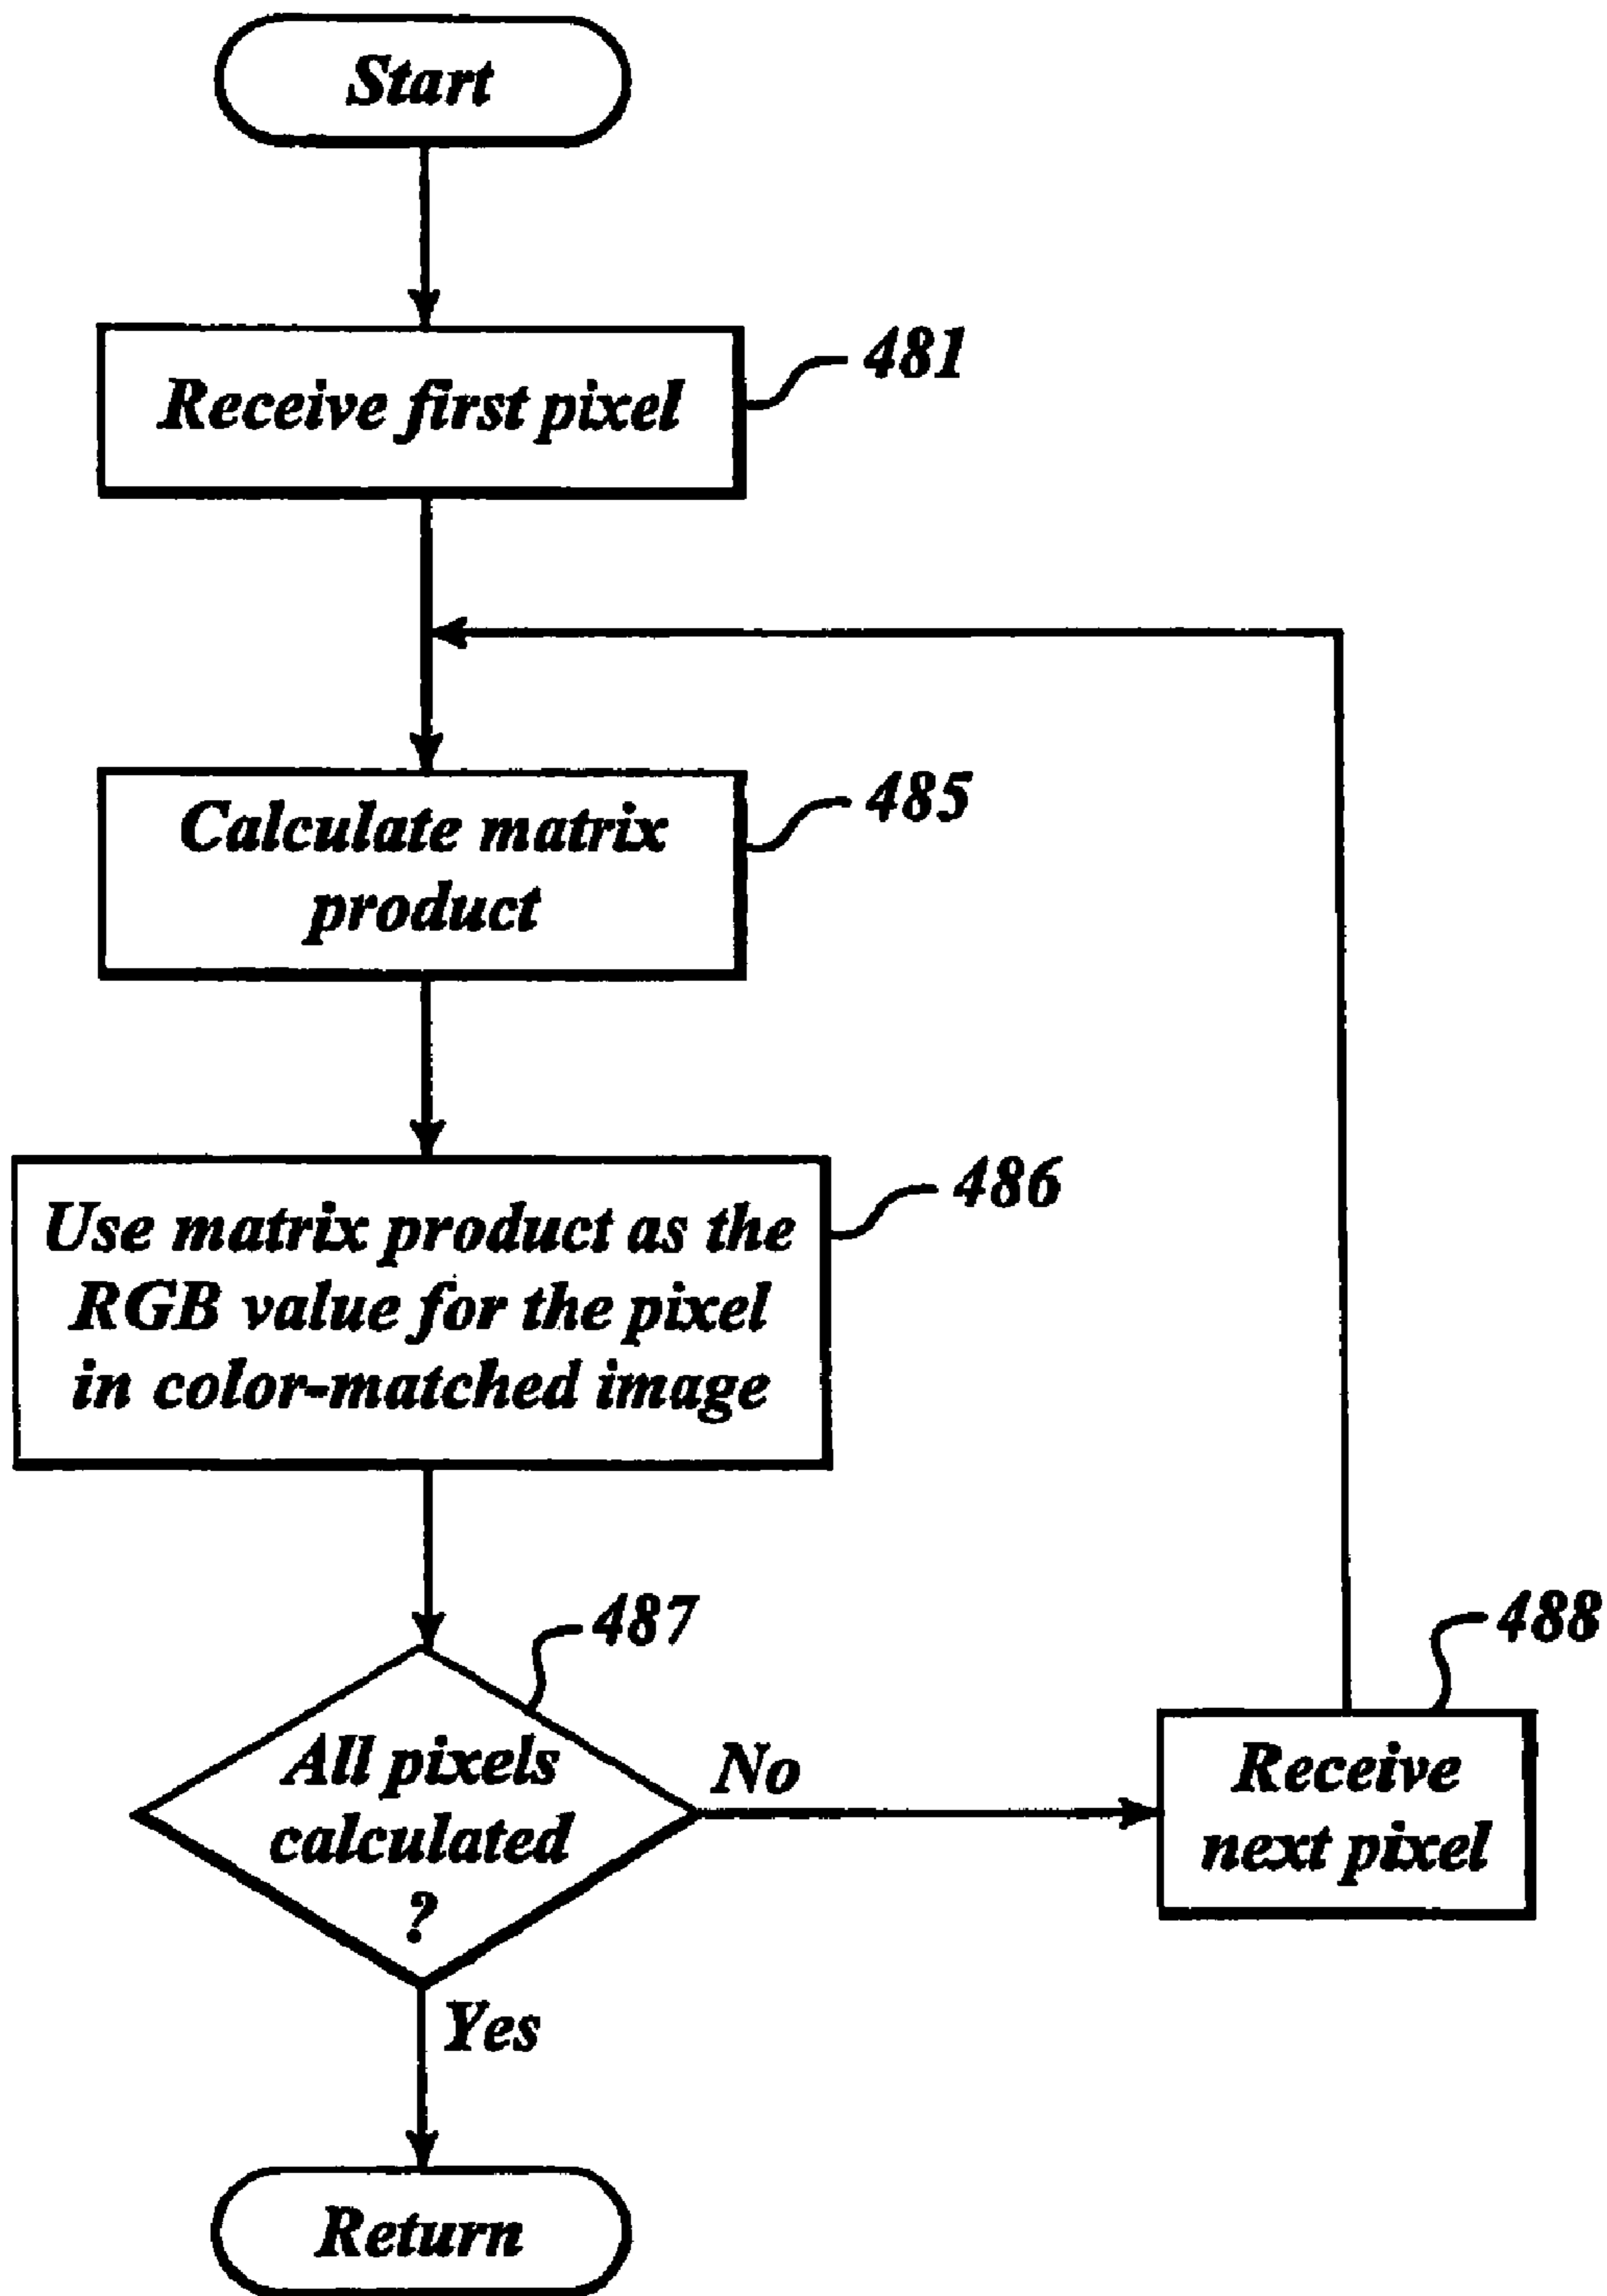 Start
Receive first pixel
481
Calculate matrix
product
485
Use matrix product as the
RGB value for the pixel
in color-matched image
486
487
All pixels
calculated
?
No
488
Receive
next pixel
Yes
Return